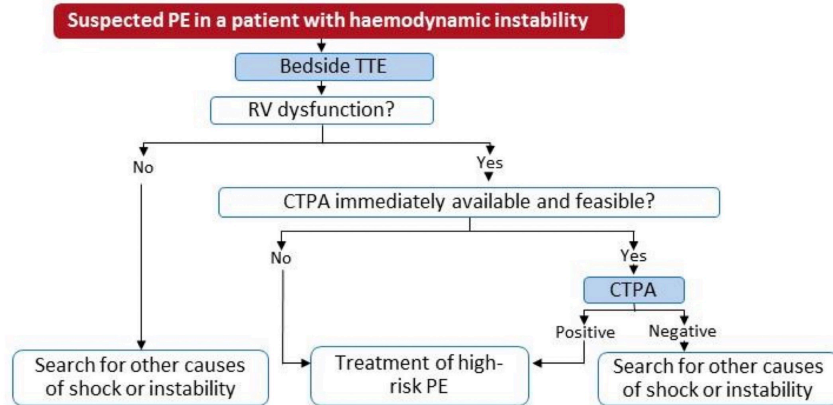 Suspected PE in a patient with haemodynamic instability
Bedside TTE
RV dysfunction?
No
Yes
CTPA immediately available and feasible?
No
Yes
CTPA
Positive
Negative
Search for other causes
of shock or instability
Treatment of high-
risk PE
Search for other causes
of shock or instability